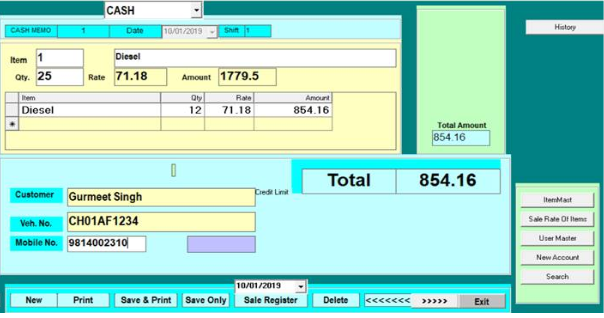 CASH
CASH MEMO 1 Date 10/01/2019 Shift 1
History
Item 1 Diesel
Qty. 25 Rate 71.18 Amount 1779.5
Item Qty Rate Amount
Diesel 12 71.18 854.16
Total Amount
854.16
Total 854.16
Credit Limit
Customer Gurmeet Singh
Veh. No. CH01AF1234
Mobile No. 9814002310
ItemMast
Sale Rate Of Items
User Master
New Account
Search
10/01/2019
New Print Save & Print Save Only Sale Register Delete <<<<<<< >>>>> Exit